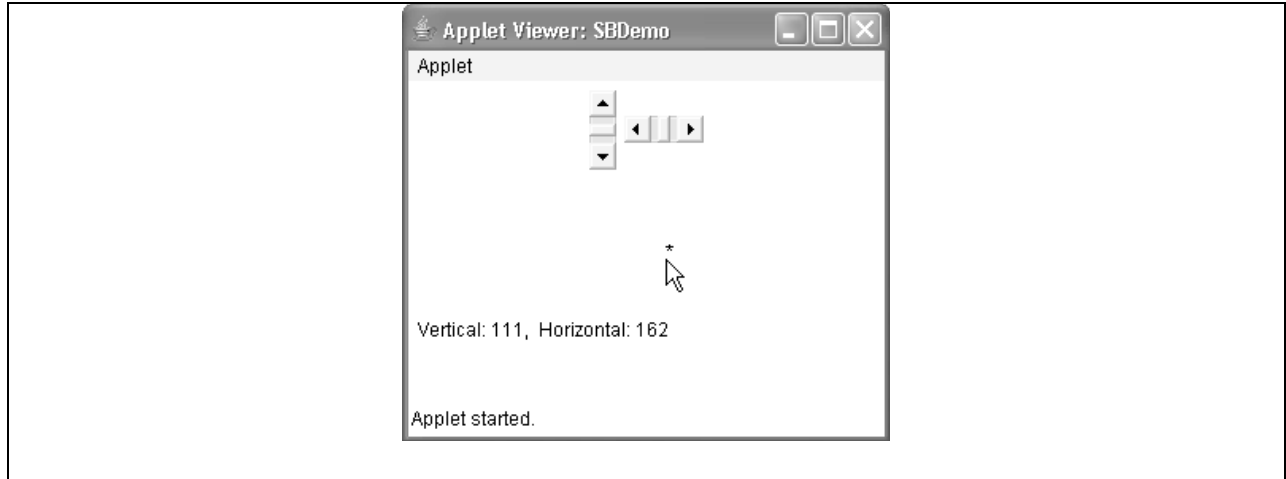 Applet Viewer: SBDemo
Applet
*
Vertical: 111, Horizontal: 162
Applet started.